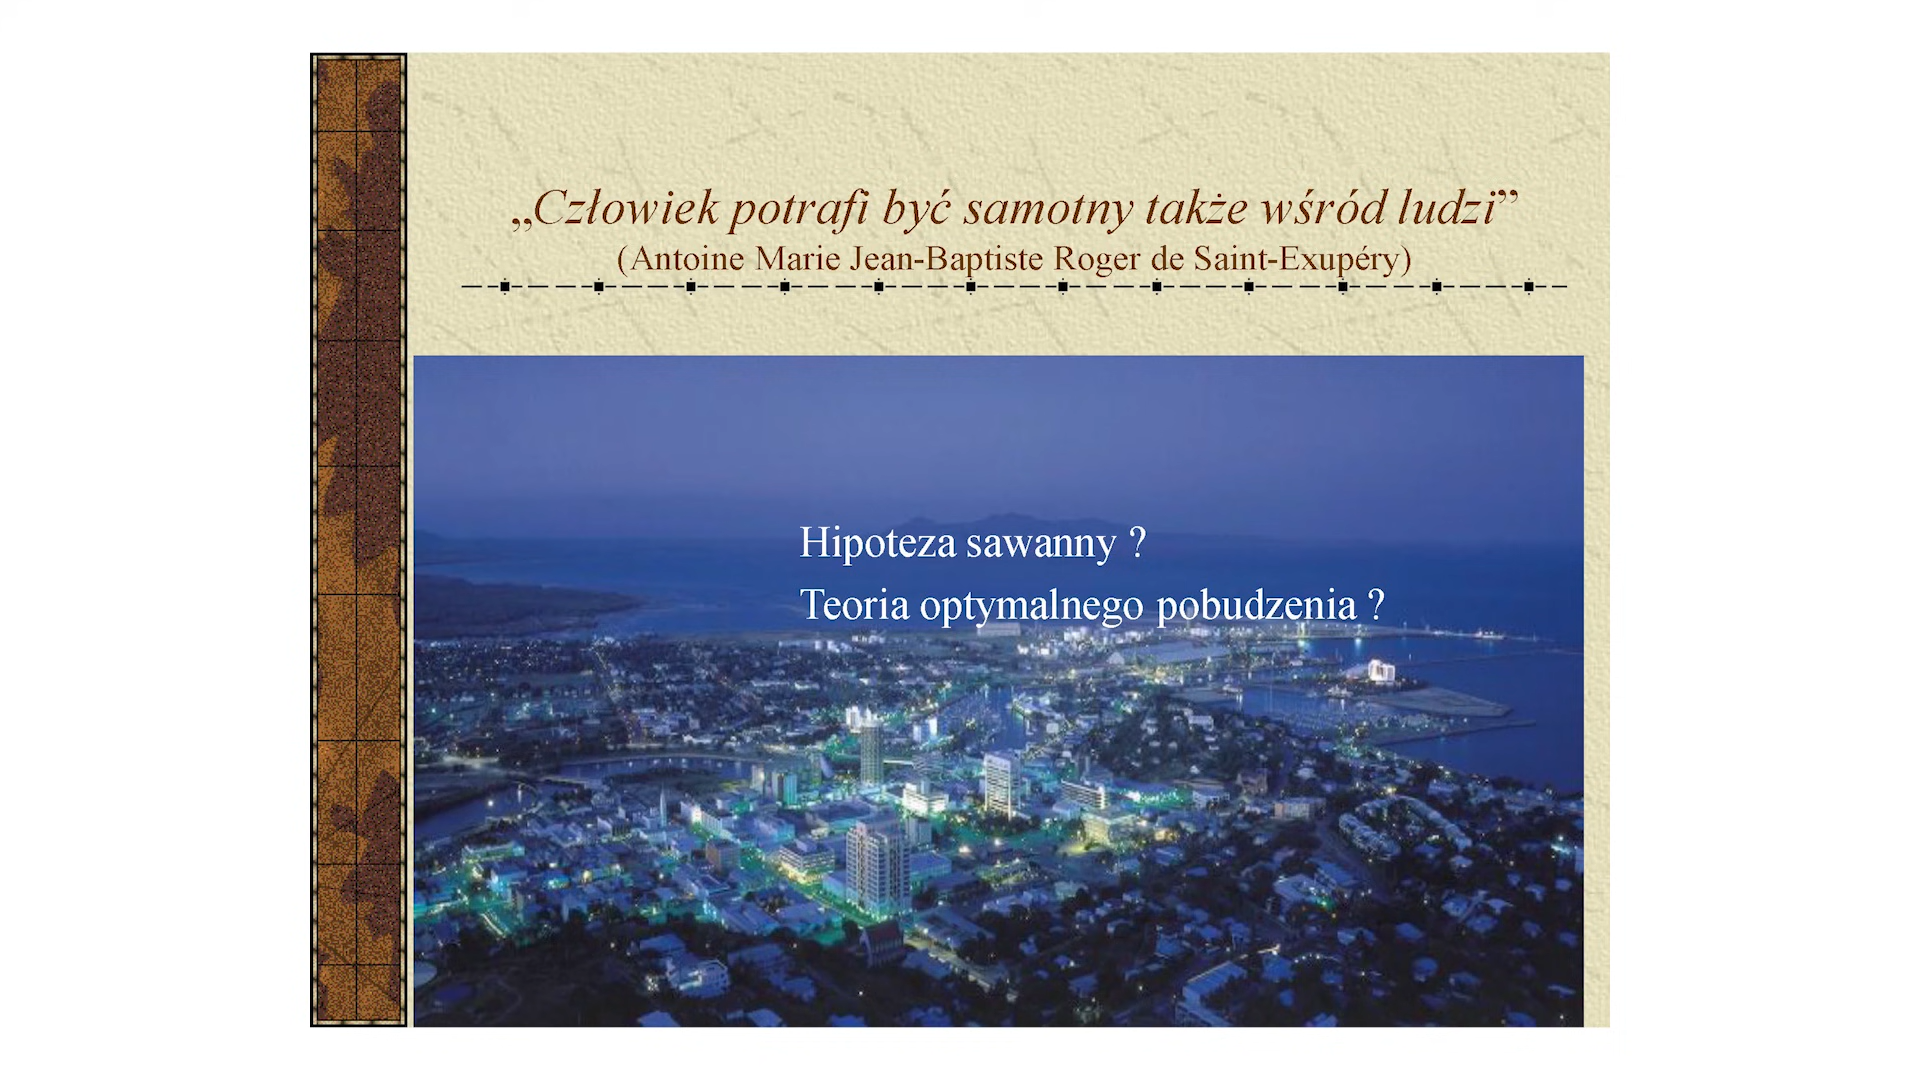 „Człowiek potrafi być samotny także wśród ludzi”
(Antoine Marie Jean-Baptiste Roger de Saint-Exupéry)
Hipoteza sawanny ?
Teoria optymalnego pobudzenia ?